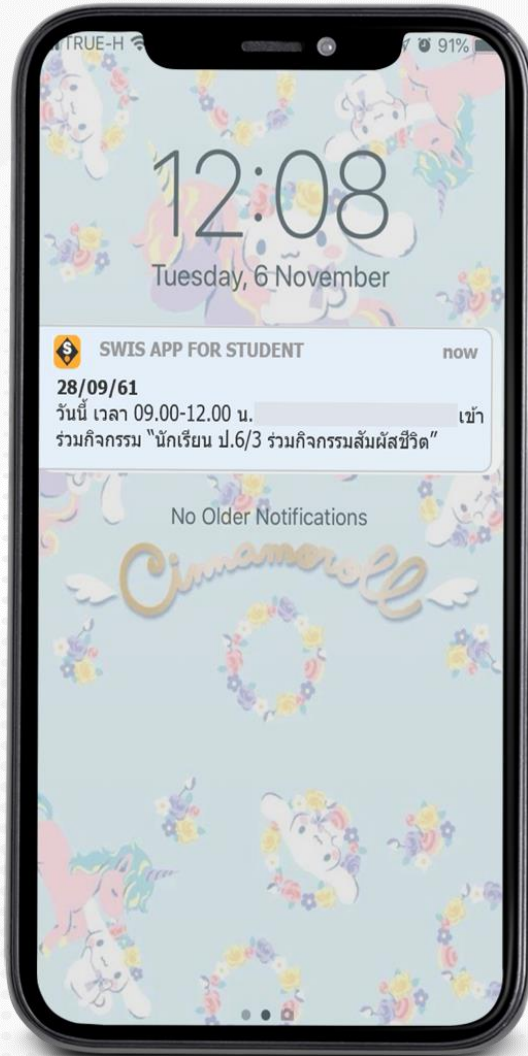 TRUE-H 91%
12:08
Tuesday, 6 November
SWIS APP FOR STUDENT now
28/09/61
วันนี้ เวลา 09.00-12.00 น. เข้า
ร่วมกิจกรรม "นักเรียน ป.6/3 ร่วมกิจกรรมสัมผัสชีวิต"
No Older Notifications
Cinnamoroll